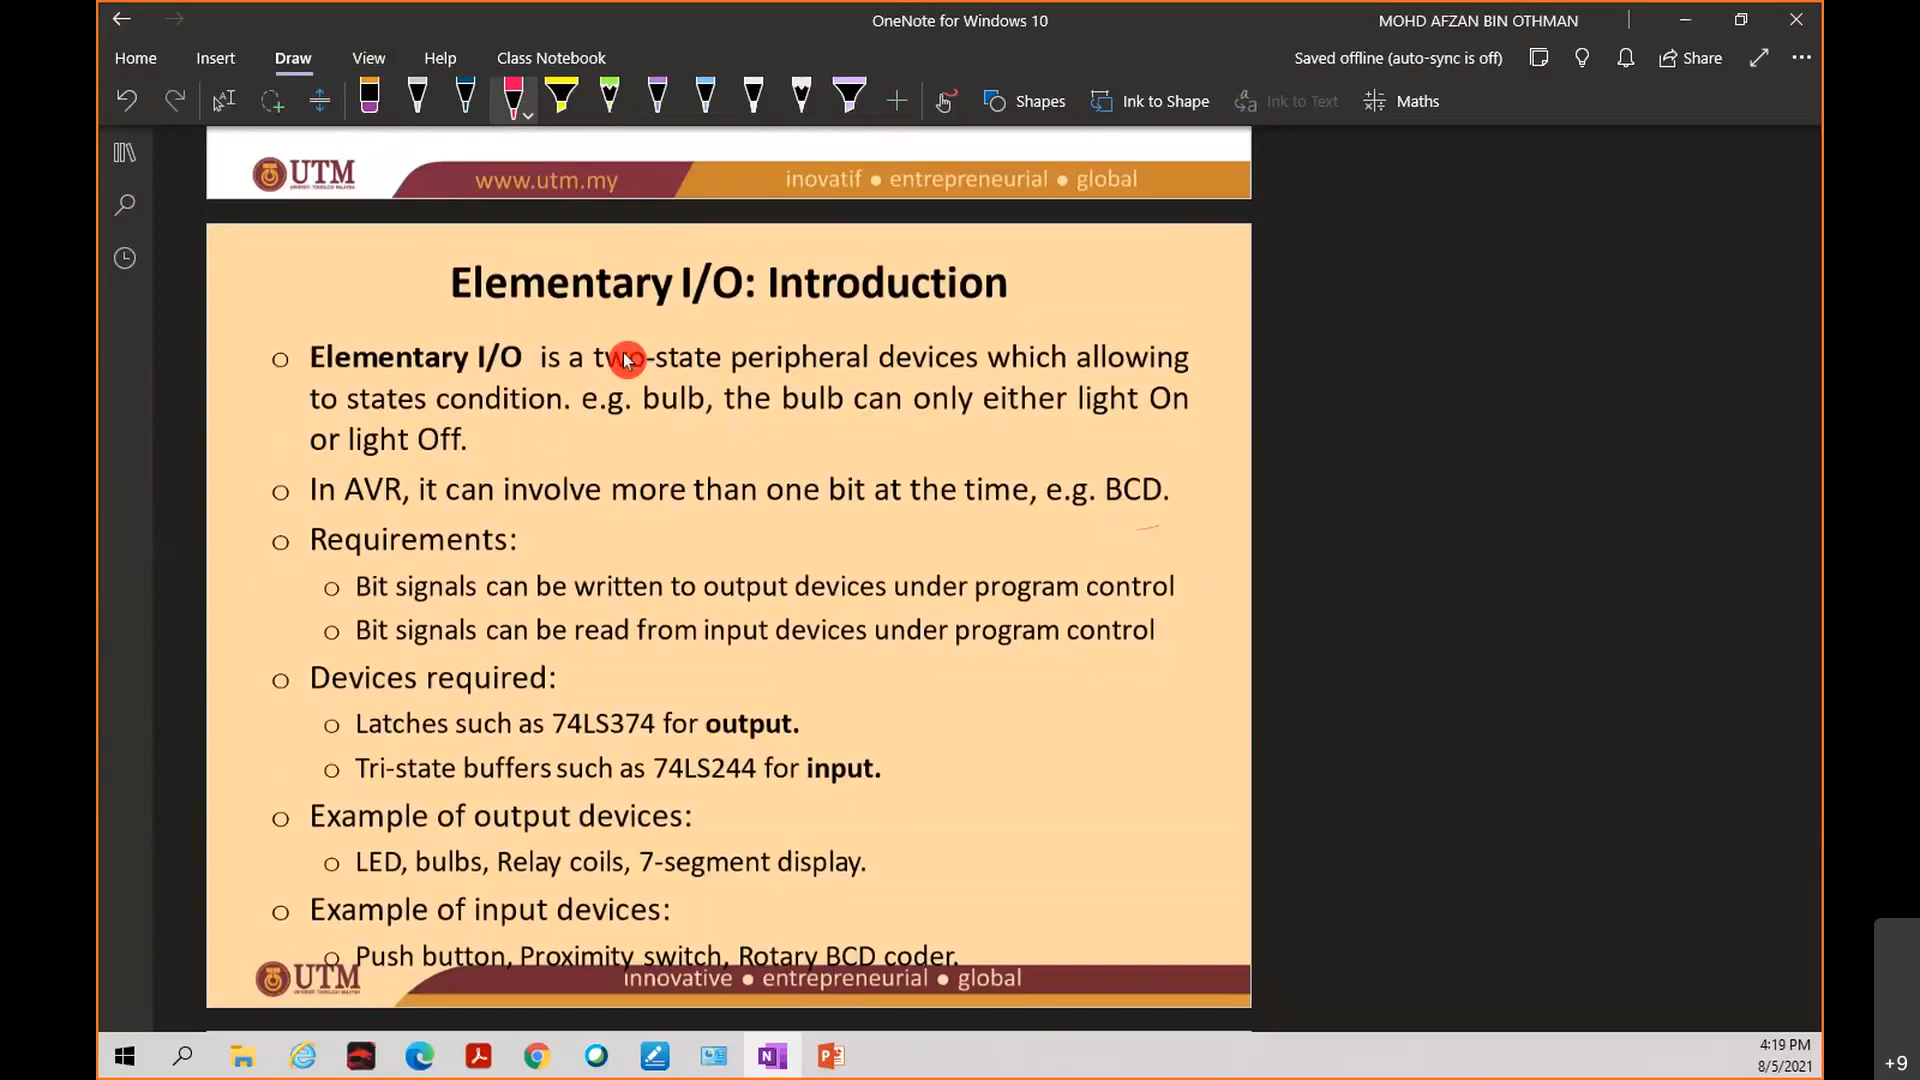 OneNote for Windows 10
MOHD AFZAN BIN OTHMAN
Home Insert Draw View Help Class Notebook
Saved offline (auto-sync is off) Share
Shapes Ink to Shape Ink to Text Maths
UTM
www.utm.my
inovatif ● entrepreneurial ● global
Elementary I/O: Introduction
o Elementary I/O is a two-state peripheral devices which allowing
to states condition. e.g. bulb, the bulb can only either light On
or light Off.
o In AVR, it can involve more than one bit at the time, e.g. BCD.
o Requirements:
o Bit signals can be written to output devices under program control
o Bit signals can be read from input devices under program control
o Devices required:
o Latches such as 74LS374 for output.
o Tri-state buffers such as 74LS244 for input.
o Example of output devices:
o LED, bulbs, Relay coils, 7-segment display.
o Example of input devices:
o Push button, Proximity switch, Rotary BCD coder.
UTM
innovative ● entrepreneurial ● global
4:19 PM
8/5/2021
+9